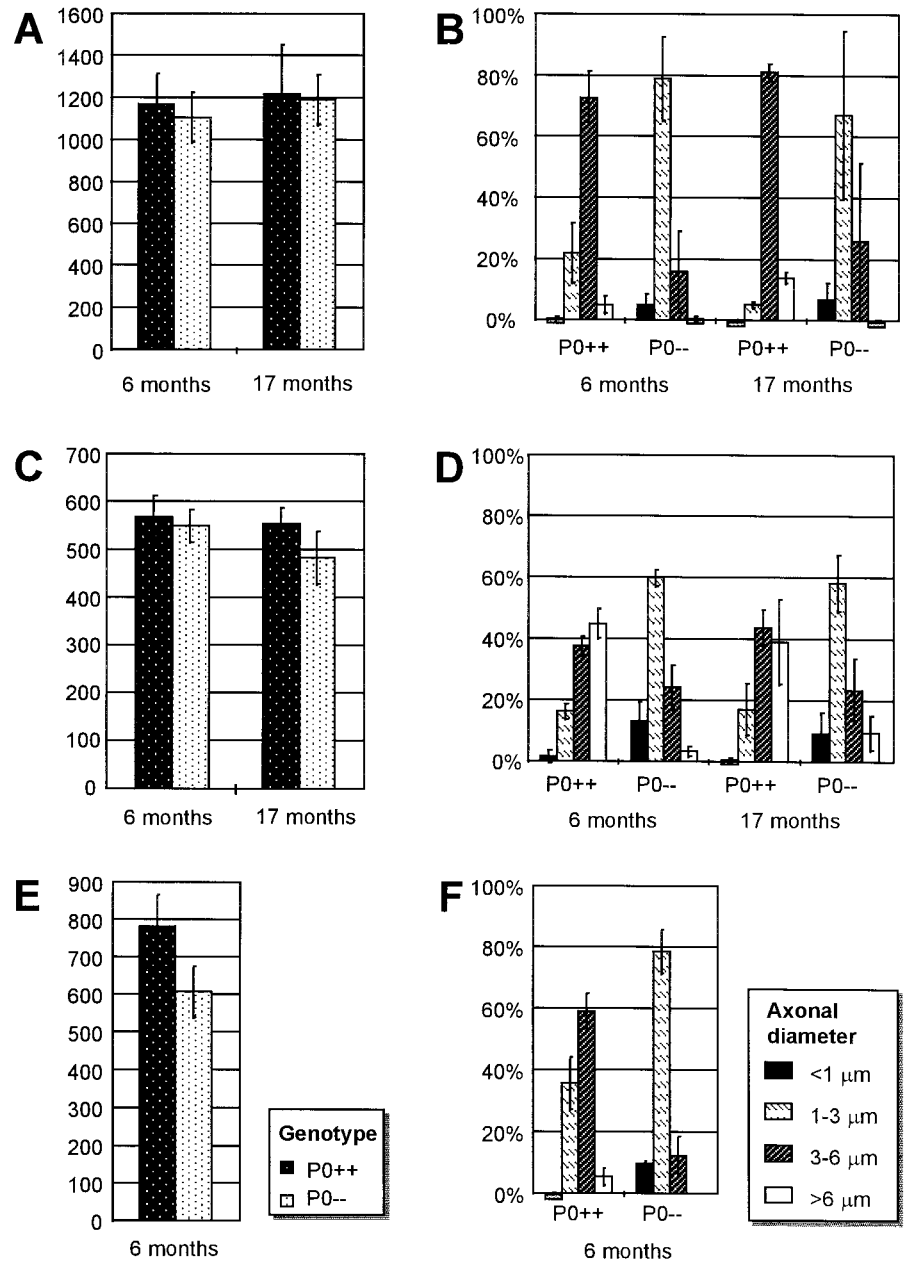 A
1600
1400
1200
1000
800
600
400
200
0
6 months 17 months
B
100%
80%
60%
40%
20%
0%
P0++ P0-- P0++ P0--
6 months 17 months
C
700
600
500
400
300
200
100
0
6 months 17 months
D
100%
80%
60%
40%
20%
0%
P0++ P0-- P0++ P0--
6 months 17 months
E
900
800
700
600
500
400
300
200
100
0
6 months
Genotype
P0++
P0--
F
100%
80%
60%
40%
20%
0%
P0++ P0--
6 months
Axonal
diameter
<1 μm
1-3 μm
3-6 μm
>6 μm